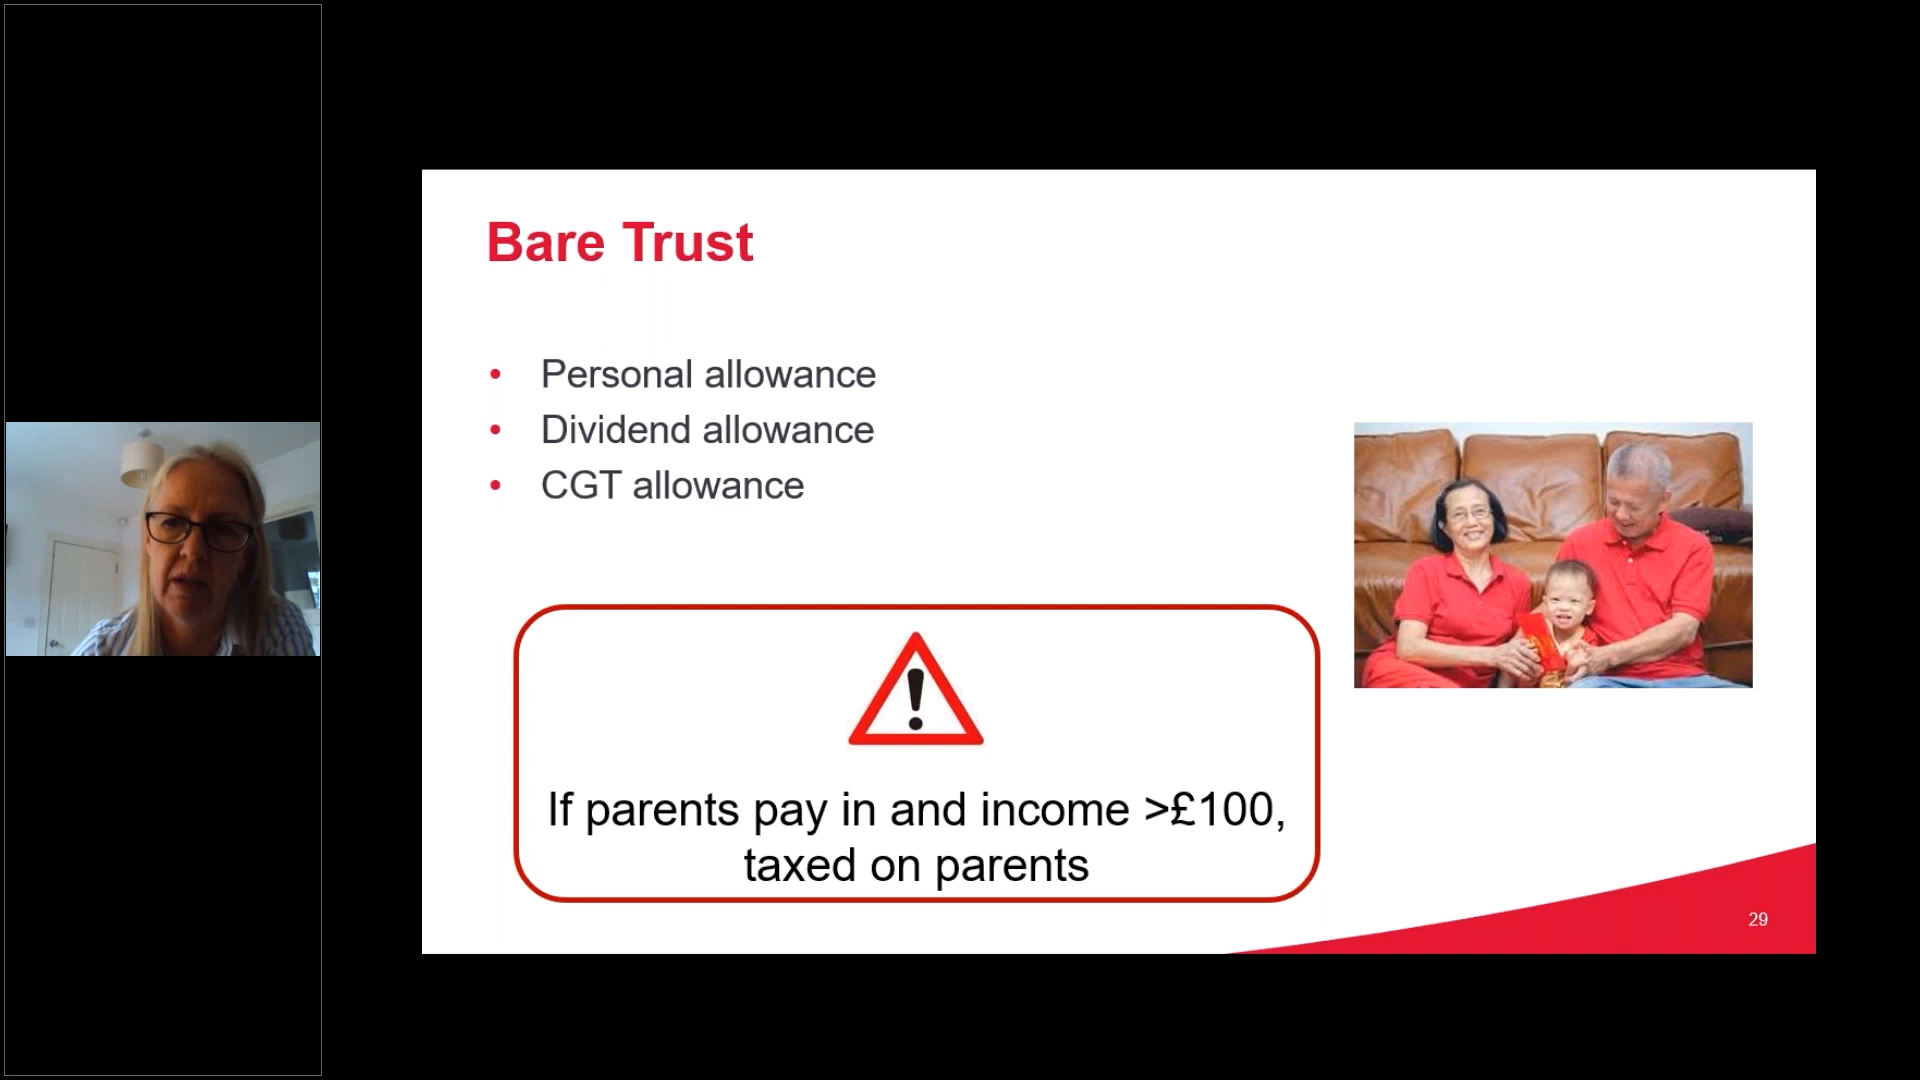 Bare Trust
• Personal allowance
• Dividend allowance
• CGT allowance
If parents pay in and income >£100,
taxed on parents
29